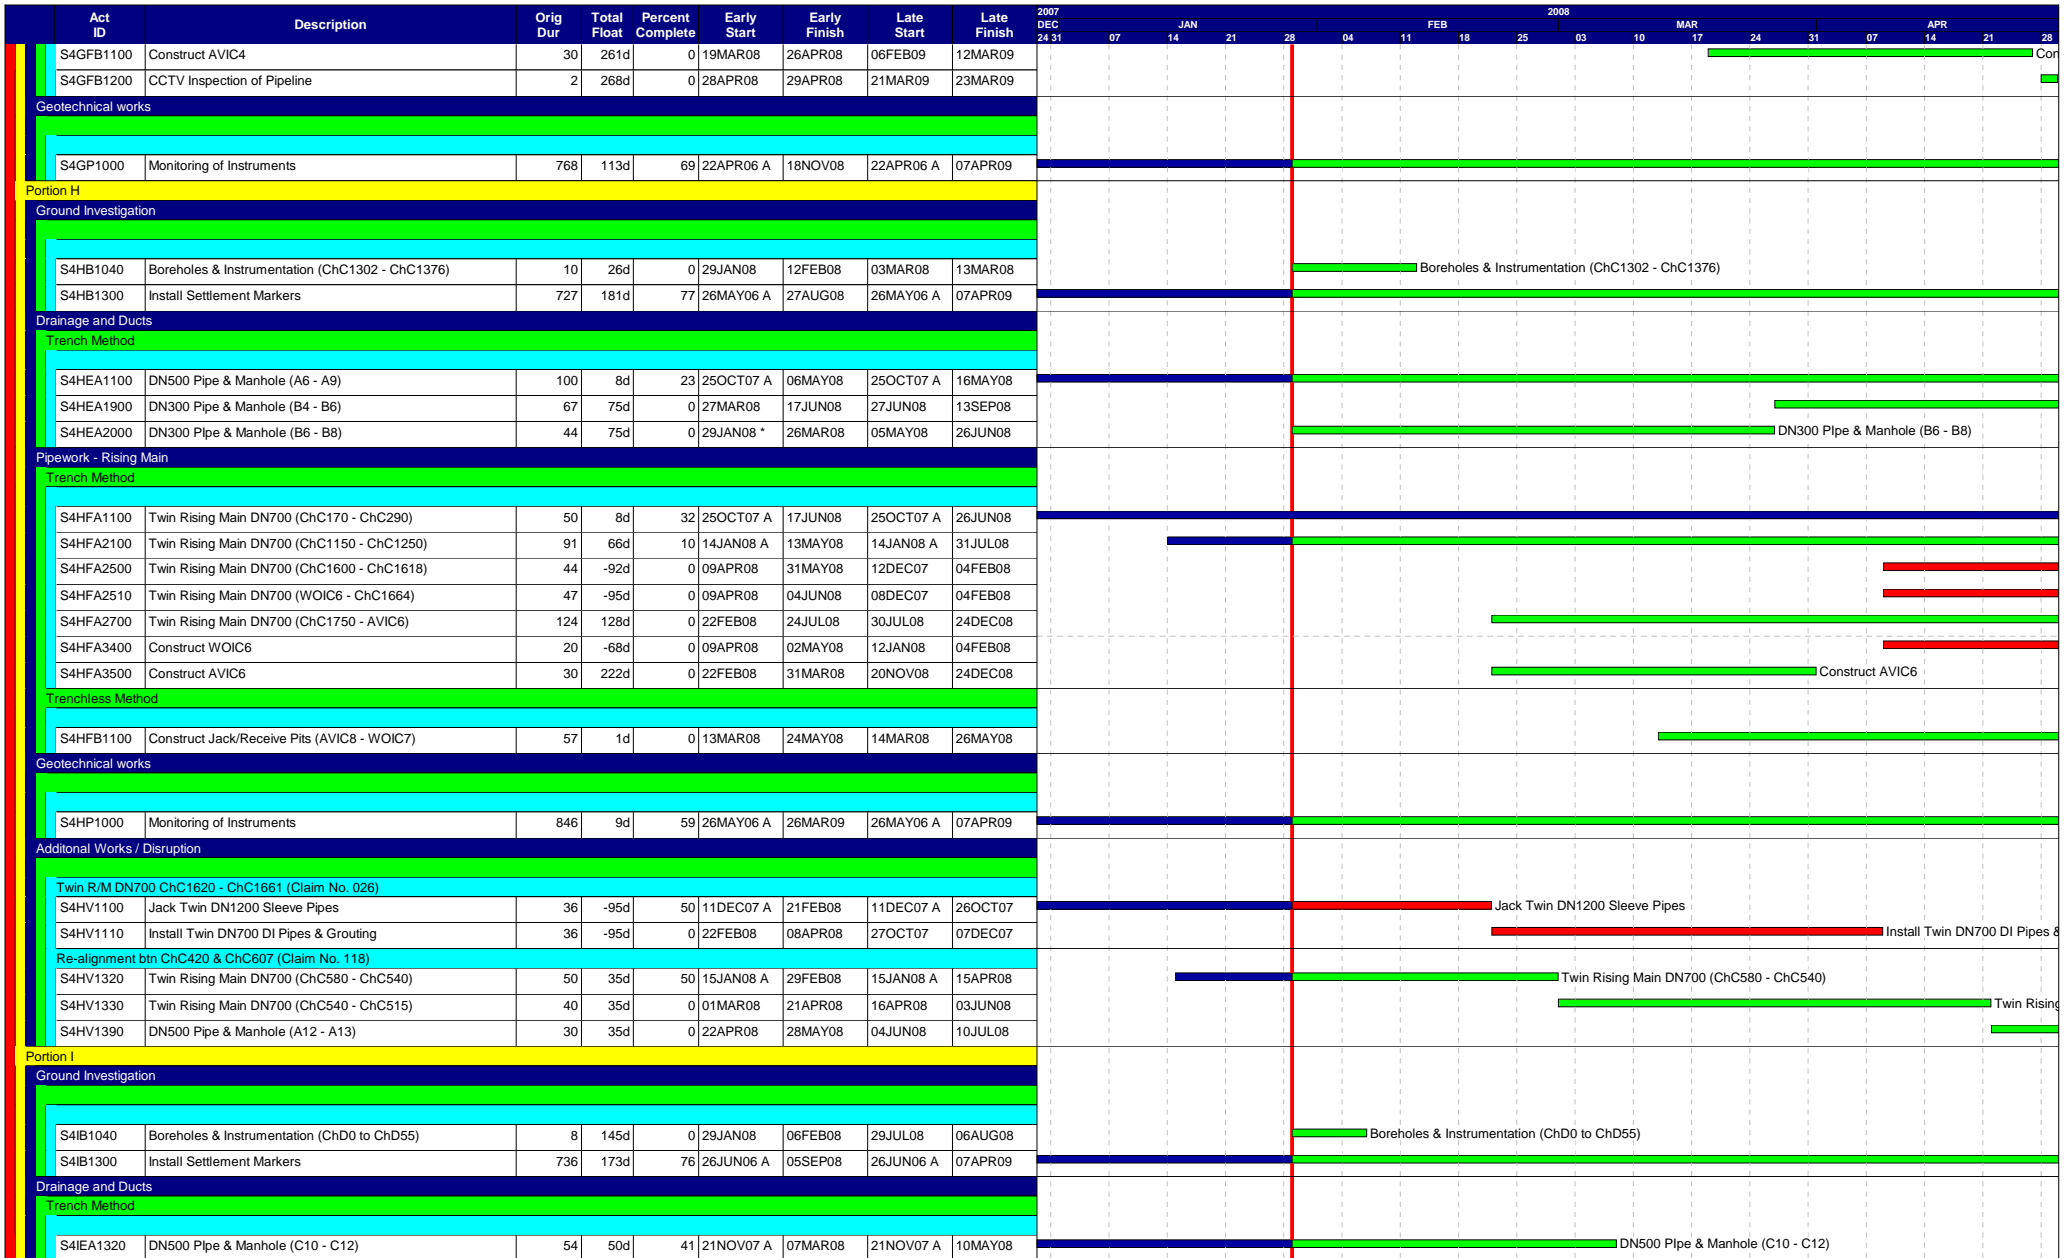 Act ID Description Orig Dur Total Float Percent Complete Early Start Early Finish Late Start Late Finish
2007 2008
DEC JAN FEB MAR APR
24 31 07 14 21 28 04 11 18 25 03 10 17 24 31 07 14 21 28
S4GFB1100 Construct AVIC4 30 261d 0 19MAR08 26APR08 06FEB09 12MAR09 Con
S4GFB1200 CCTV Inspection of Pipeline 2 268d 0 28APR08 29APR08 21MAR09 23MAR09
Geotechnical works
S4GP1000 Monitoring of Instruments 768 113d 69 22APR06 A 18NOV08 22APR06 A 07APR09
Portion H
Ground Investigation
S4HB1040 Boreholes & Instrumentation (ChC1302 - ChC1376) 10 26d 0 29JAN08 12FEB08 03MAR08 13MAR08 Boreholes & Instrumentation (ChC1302 - ChC1376)
S4HB1300 Install Settlement Markers 727 181d 77 26MAY06 A 27AUG08 26MAY06 A 07APR09
Drainage and Ducts
Trench Method
S4HEA1100 DN500 Pipe & Manhole (A6 - A9) 100 8d 23 25OCT07 A 06MAY08 25OCT07 A 16MAY08
S4HEA1900 DN300 Pipe & Manhole (B4 - B6) 67 75d 0 27MAR08 17JUN08 27JUN08 13SEP08
S4HEA2000 DN300 PIpe & Manhole (B6 - B8) 44 75d 0 29JAN08 * 26MAR08 05MAY08 26JUN08 DN300 PIpe & Manhole (B6 - B8)
Pipework - Rising Main
Trench Method
S4HFA1100 Twin Rising Main DN700 (ChC170 - ChC290) 50 8d 32 25OCT07 A 17JUN08 25OCT07 A 26JUN08
S4HFA2100 Twin Rising Main DN700 (ChC1150 - ChC1250) 91 66d 10 14JAN08 A 13MAY08 14JAN08 A 31JUL08
S4HFA2500 Twin Rising Main DN700 (ChC1600 - ChC1618) 44 -92d 0 09APR08 31MAY08 12DEC07 04FEB08
S4HFA2510 Twin Rising Main DN700 (WOIC6 - ChC1664) 47 -95d 0 09APR08 04JUN08 08DEC07 04FEB08
S4HFA2700 Twin Rising Main DN700 (ChC1750 - AVIC6) 124 128d 0 22FEB08 24JUL08 30JUL08 24DEC08
S4HFA3400 Construct WOIC6 20 -68d 0 09APR08 02MAY08 12JAN08 04FEB08
S4HFA3500 Construct AVIC6 30 222d 0 22FEB08 31MAR08 20NOV08 24DEC08 Construct AVIC6
Trenchless Method
S4HFB1100 Construct Jack/Receive Pits (AVIC8 - WOIC7) 57 1d 0 13MAR08 24MAY08 14MAR08 26MAY08
Geotechnical works
S4HP1000 Monitoring of Instruments 846 9d 59 26MAY06 A 26MAR09 26MAY06 A 07APR09
Additonal Works / Disruption
Twin R/M DN700 ChC1620 - ChC1661 (Claim No. 026)
S4HV1100 Jack Twin DN1200 Sleeve Pipes 36 -95d 50 11DEC07 A 21FEB08 11DEC07 A 26OCT07 Jack Twin DN1200 Sleeve Pipes
S4HV1110 Install Twin DN700 DI Pipes & Grouting 36 -95d 0 22FEB08 08APR08 27OCT07 07DEC07 Install Twin DN700 DI Pipes &
Re-alignment btn ChC420 & ChC607 (Claim No. 118)
S4HV1320 Twin Rising Main DN700 (ChC580 - ChC540) 50 35d 50 15JAN08 A 29FEB08 15JAN08 A 15APR08 Twin Rising Main DN700 (ChC580 - ChC540)
S4HV1330 Twin Rising Main DN700 (ChC540 - ChC515) 40 35d 0 01MAR08 21APR08 16APR08 03JUN08 Twin Rising
S4HV1390 DN500 Pipe & Manhole (A12 - A13) 30 35d 0 22APR08 28MAY08 04JUN08 10JUL08
Portion I
Ground Investigation
S4IB1040 Boreholes & Instrumentation (ChD0 to ChD55) 8 145d 0 29JAN08 06FEB08 29JUL08 06AUG08 Boreholes & Instrumentation (ChD0 to ChD55)
S4IB1300 Install Settlement Markers 736 173d 76 26JUN06 A 05SEP08 26JUN06 A 07APR09
Drainage and Ducts
Trench Method
S4IEA1320 DN500 PIpe & Manhole (C10 - C12) 54 50d 41 21NOV07 A 07MAR08 21NOV07 A 10MAY08 DN500 PIpe & Manhole (C10 - C12)